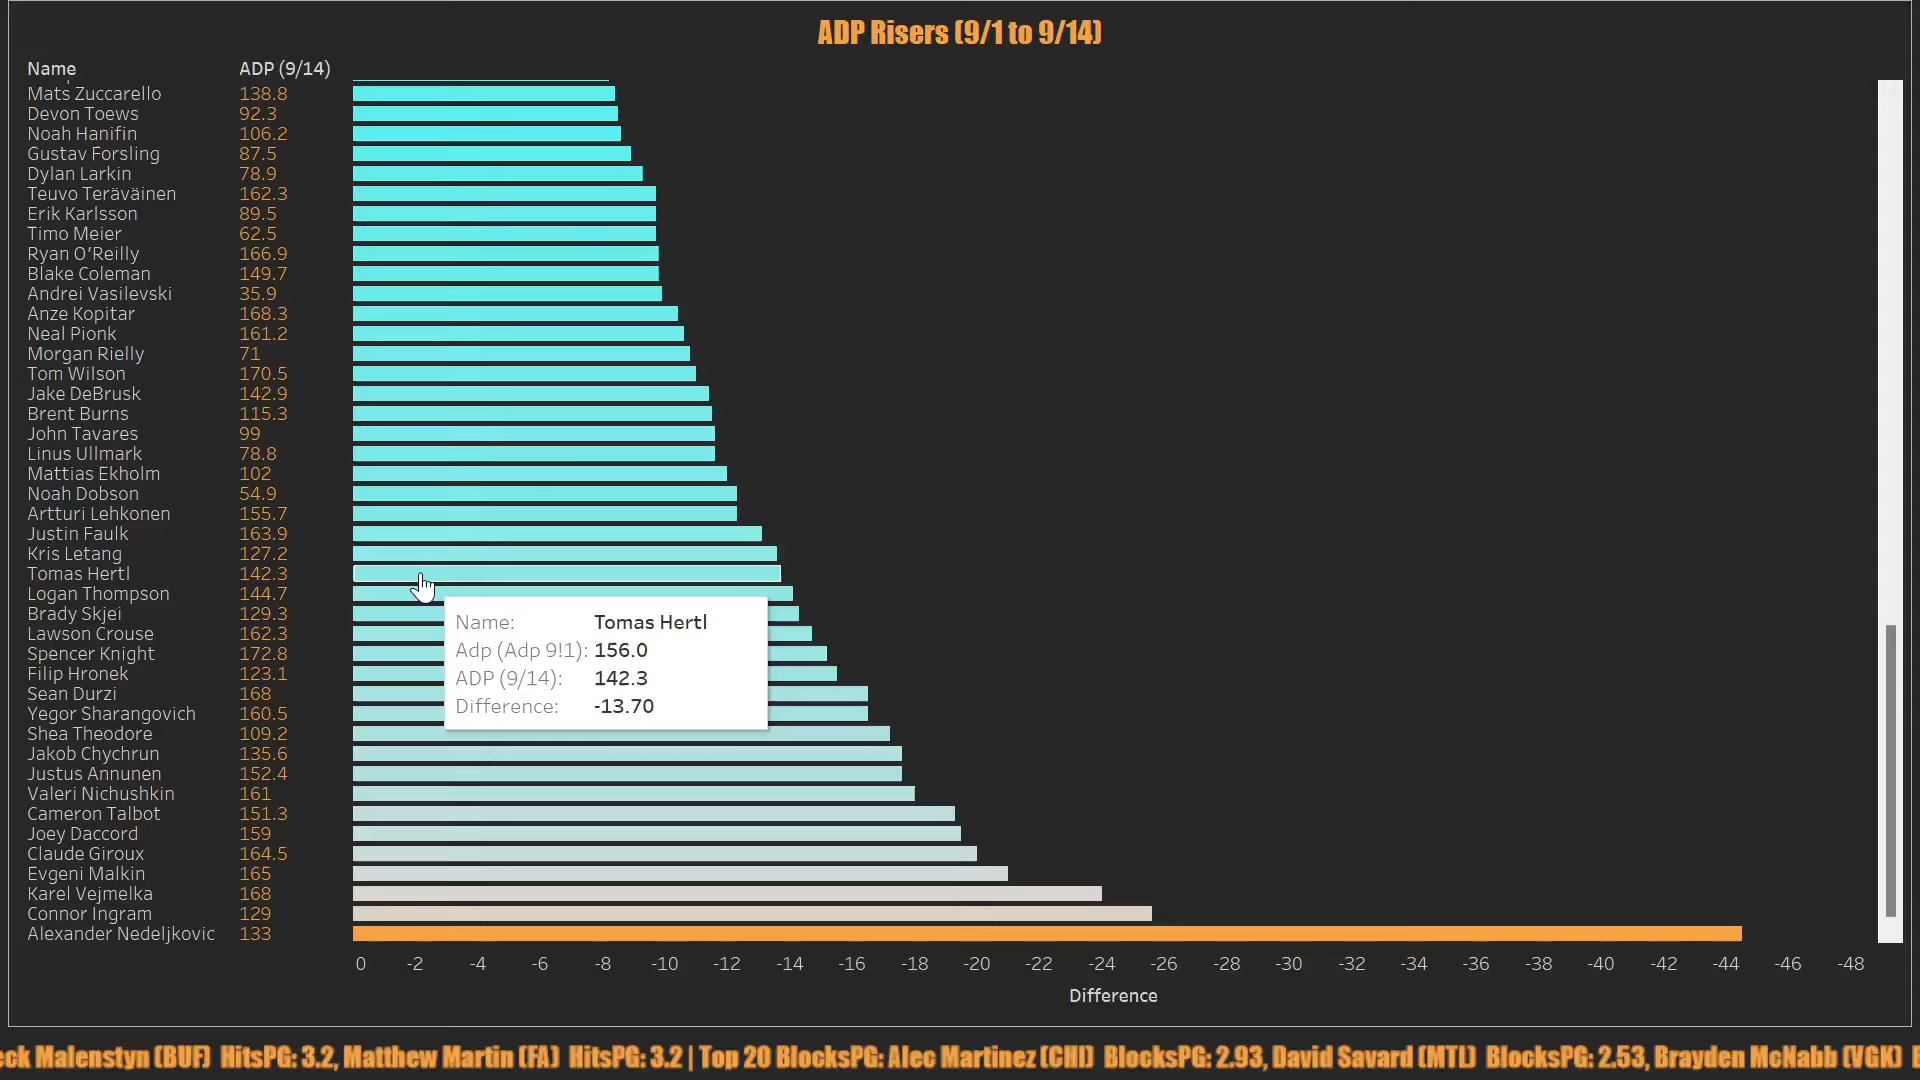 ADP Risers (9/1 to 9/14)
Name ADP (9/14)
Mats Zuccarello 138.8
Devon Toews 92.3
Noah Hanifin 106.2
Gustav Forsling 87.5
Dylan Larkin 78.9
Teuvo Teräväinen 162.3
Erik Karlsson 89.5
Timo Meier 62.5
Ryan O'Reilly 166.9
Blake Coleman 149.7
Andrei Vasilevski 35.9
Anze Kopitar 168.3
Neal Pionk 161.2
Morgan Rielly 71
Tom Wilson 170.5
Jake DeBrusk 142.9
Brent Burns 115.3
John Tavares 99
Linus Ullmark 78.8
Mattias Ekholm 102
Noah Dobson 54.9
Artturi Lehkonen 155.7
Justin Faulk 163.9
Kris Letang 127.2
Tomas Hertl 142.3
Logan Thompson 144.7
Brady Skjei 129.3
Lawson Crouse 162.3
Spencer Knight 172.8
Filip Hronek 123.1
Sean Durzi 168
Yegor Sharangovich 160.5
Shea Theodore 109.2
Jakob Chychrun 135.6
Justus Annunen 152.4
Valeri Nichushkin 161
Cameron Talbot 151.3
Joey Daccord 159
Claude Giroux 164.5
Evgeni Malkin 165
Karel Vejmelka 168
Connor Ingram 129
Alexander Nedeljkovic 133
Name: Tomas Hertl
Adp (Adp 9!1): 156.0
ADP (9/14): 142.3
Difference: -13.70
0 -2 -4 -6 -8 -10 -12 -14 -16 -18 -20 -22 -24 -26 -28 -30 -32 -34 -36 -38 -40 -42 -44 -46 -48
Difference
eck Malenstyn (BUF) HitsPG: 3.2, Matthew Martin (FA) HitsPG: 3.2 | Top 20 BlocksPG: Alec Martinez (CHI) BlocksPG: 2.93, David Savard (MTL) BlocksPG: 2.53, Brayden McNabb (VGK)